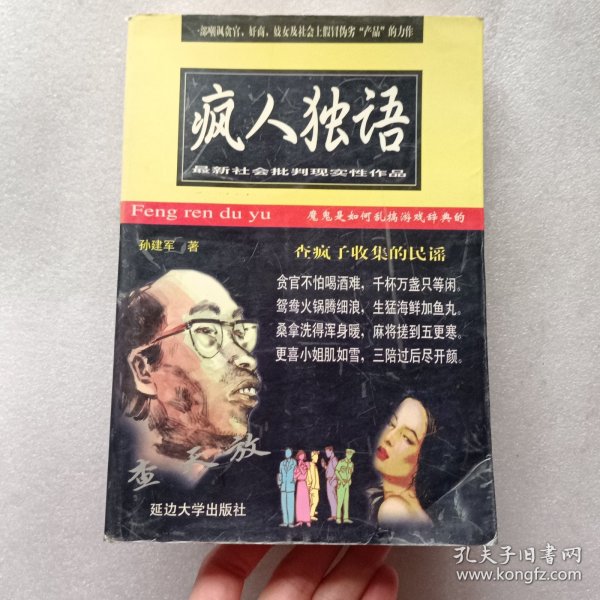 一部嘲讽贪官，奸商，妓女及社会上假冒伪劣“产品”的力作
疯人独语
最新社会批判现实性作品
Feng ren du yu
魔鬼是如何乱搞游戏辞典的
孙建军 著
查疯子收集的民谣
贪官不怕喝酒难，千杯万盏只等闲。
鸳鸯火锅腾细浪，生猛海鲜加鱼丸。
桑拿洗得浑身暖，麻将搓到五更寒。
更喜小姐肌如雪，三陪过后尽开颜。
查天放
延边大学出版社
孔夫子旧书网
www.kongfz.com